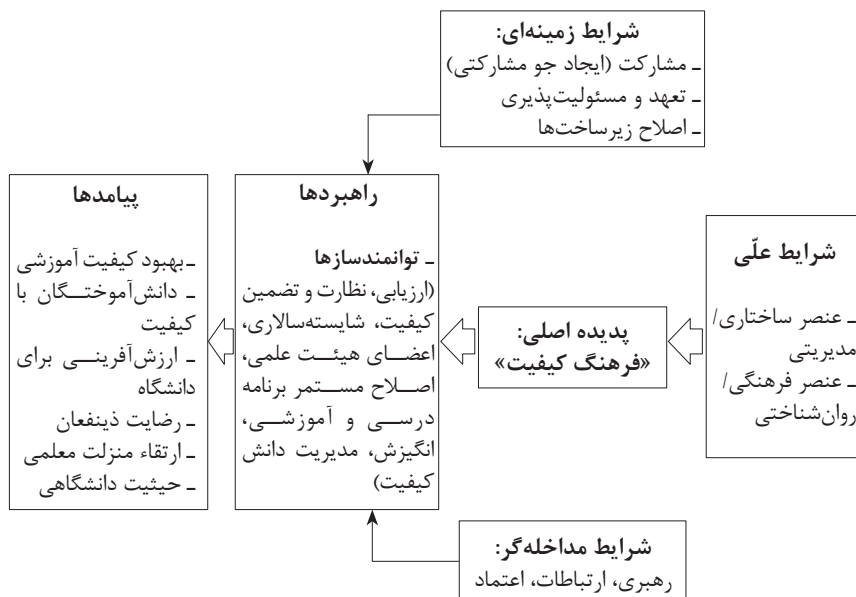 شرایط زمینه‌ای:
ـ مشارکت (ایجاد جو مشارکتی)
ـ تعهد و مسئولیت‌پذیری
ـ اصلاح زیرساخت‌ها
شرایط علّی
ـ عنصر ساختاری/
مدیریتی
ـ عنصر فرهنگی/
روان‌شناختی
پدیده اصلی:
«فرهنگ کیفیت»
راهبردها
ـ توانمندسازها
(ارزیابی، نظارت و تضمین
کیفیت، شایسته‌سالاری،
اعضای هیئت علمی،
اصلاح مستمر برنامه
درسی و آموزشی،
انگیزش، مدیریت دانش
کیفیت)
پیامدها
ـ بهبود کیفیت آموزشی
ـ دانش‌آموختگان با
کیفیت
ـ ارزش‌آفرینی برای
دانشگاه
ـ رضایت ذینفعان
ـ ارتقاء منزلت معلمی
ـ حیثیت دانشگاهی
شرایط مداخله‌گر:
رهبری، ارتباطات، اعتماد